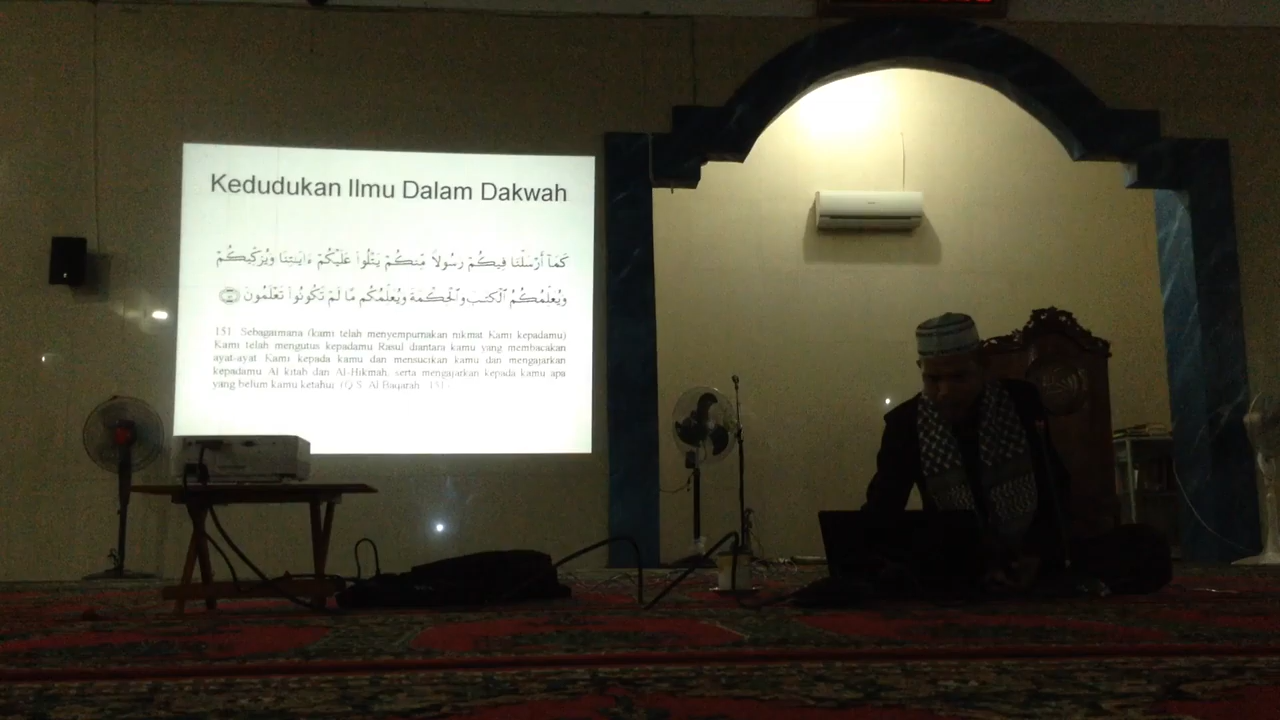 Kedudukan Ilmu Dalam Dakwah
كَمَآ أَرْسَلْنَا فِيكُمْ رَسُولًا مِّنكُمْ يَتْلُوا۟ عَلَيْكُمْ ءَايَـٰتِنَا وَيُزَكِّيكُمْ
وَيُعَلِّمُكُمُ ٱلْكِتَـٰبَ وَٱلْحِكْمَةَ وَيُعَلِّمُكُم مَّا لَمْ تَكُونُوا۟ تَعْلَمُونَ
151. Sebagaimana (kami telah menyempurnakan nikmat Kami kepadamu)
Kami telah mengutus kepadamu Rasul diantara kamu yang membacakan
ayat-ayat Kami kepada kamu dan mensucikan kamu dan mengajarkan
kepadamu Al kitab dan Al-Hikmah, serta mengajarkan kepada kamu apa
yang belum kamu ketahui. (Q.S. Al Baqarah : 151)